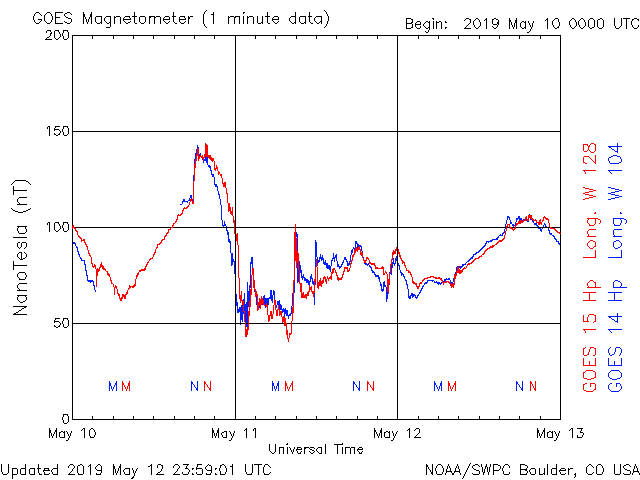 GOES Magnetometer (1 minute data)
Begin: 2019 May 10 0000 UTC
200
150
100
50
0
NanoTesla (nT)
M M N N M M N N M M N N
May 10 May 11 May 12 May 13
Universal Time
GOES 15 Hp Long. W 128
GOES 14 Hp Long. W 104
Updated 2019 May 12 23:59:01 UTC
NOAA/SWPC Boulder, CO USA